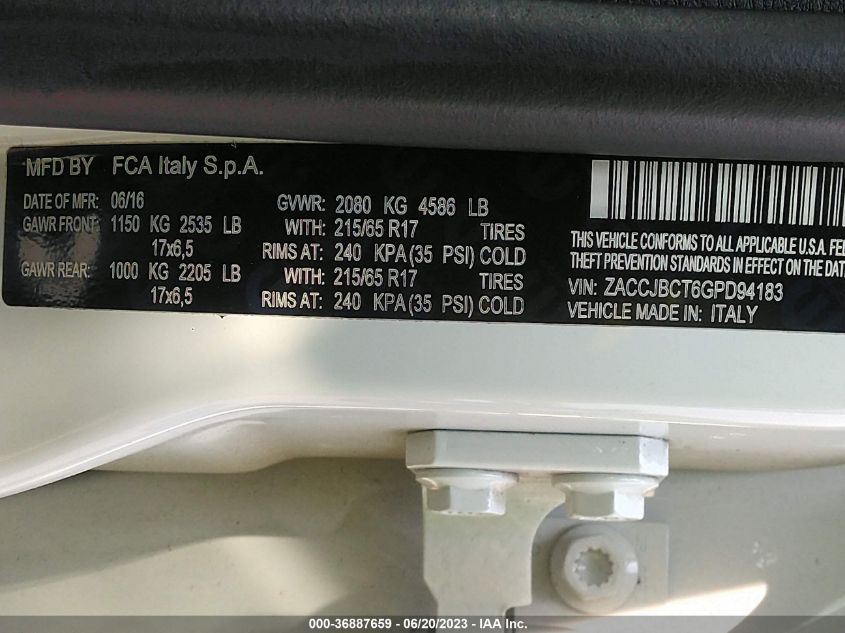 MFD BY FCA Italy S.p.A.
DATE OF MFR: 06/16 GVWR: 2080 KG 4586 LB
GAWR FRONT: 1150 KG 2535 LB WITH: 215/65 R17 TIRES
17x6,5 RIMS AT: 240 KPA (35 PSI) COLD
GAWR REAR: 1000 KG 2205 LB WITH: 215/65 R17 TIRES
17x6,5 RIMS AT: 240 KPA (35 PSI) COLD
THIS VEHICLE CONFORMS TO ALL APPLICABLE U.S.A. FE
THEFT PREVENTION STANDARDS IN EFFECT ON THE DAT
VIN: ZACCJBCT6GPD94183
VEHICLE MADE IN: ITALY
000-36887659 - 06/20/2023 - IAA Inc.